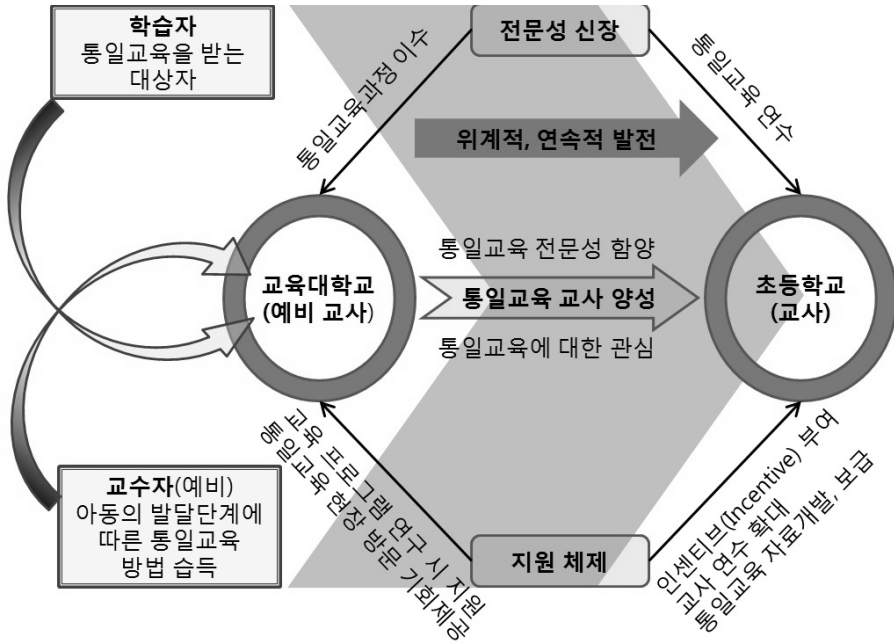 학습자
통일교육을 받는
대상자
전문성 신장
통일교육과정 이수
통일교육 연수
위계적, 연속적 발전
교육대학교
(예비 교사)
통일교육 전문성 함양
통일교육 교사 양성
통일교육에 대한 관심
초등학교
(교사)
교수자(예비)
아동의 발달단계에
따른 통일교육
방법 습득
교육 프로그램 연구 시 지원
통일교육 현장 방문 기회제공
지원 체제
인센티브(Incentive) 부여
교사 연수 확대
통일교육 자료개발, 보급